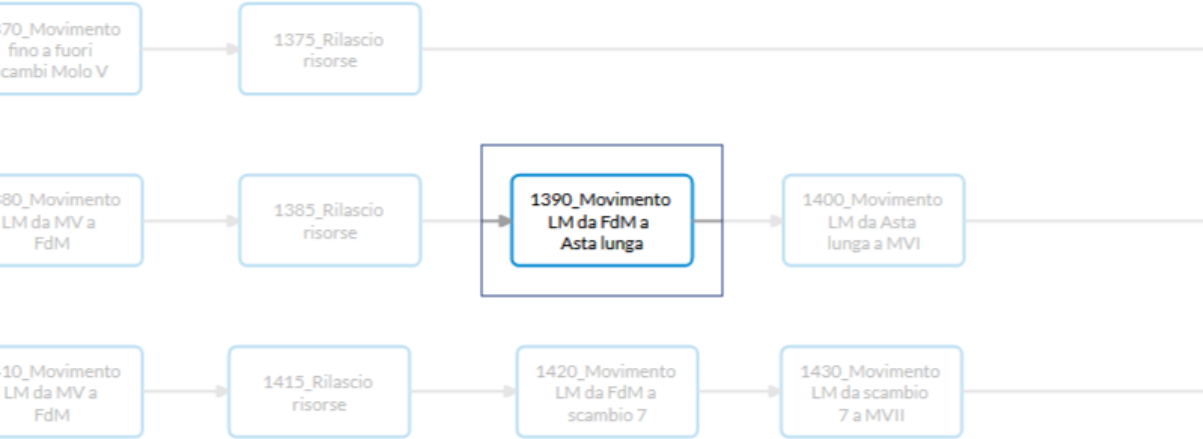 70_Movimento
fino a fuori
cambi Molo V
1375_Rilascio
risorse
80_Movimento
LM da MV a
FdM
1385_Rilascio
risorse
1390_Movimento
LM da FdM a
Asta lunga
1400_Movimento
LM da Asta
lunga a MVI
10_Movimento
LM da MV a
FdM
1415_Rilascio
risorse
1420_Movimento
LM da FdM a
scambio 7
1430_Movimento
LM da scambio
7 a MVII